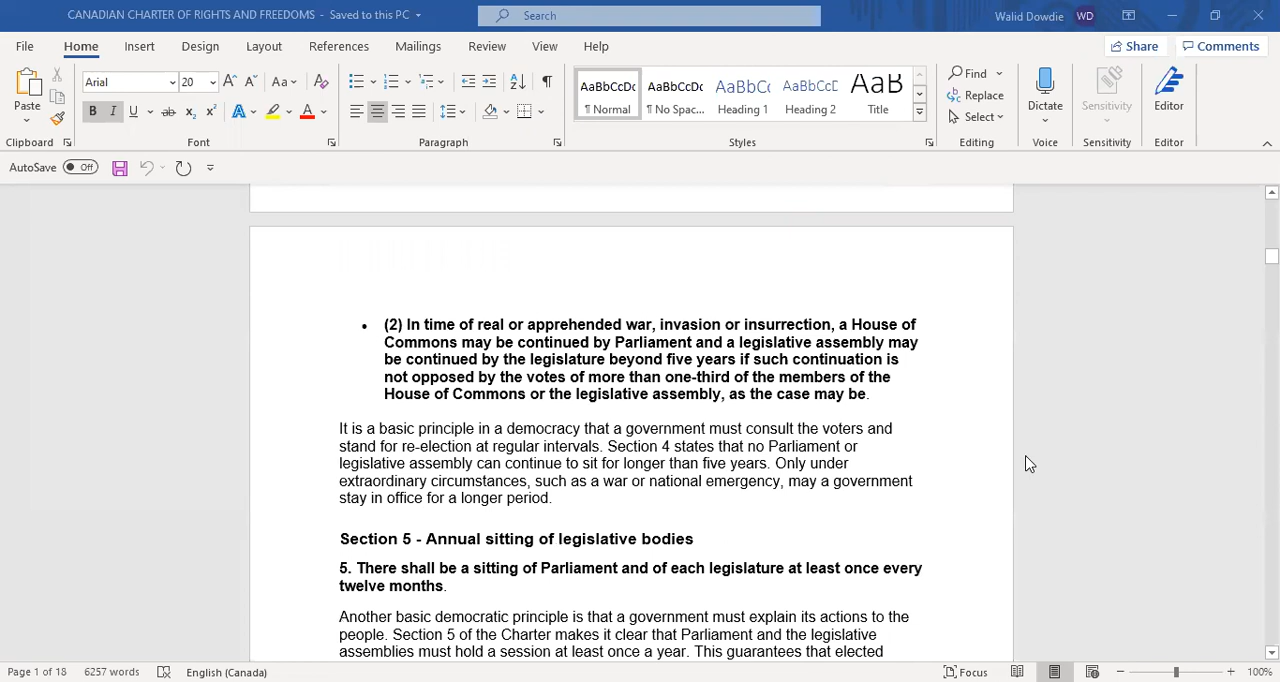 CANADIAN CHARTER OF RIGHTS AND FREEDOMS - Saved to this PC
Search
Walid Dowdie WD
File Home Insert Design Layout References Mailings Review View Help Share Comments
Paste
Arial 20 Aa
B I U ab x2 x2 A A
AaBbCcDc AaBbCcDc AaBbCc AaBbCcD AaB
¶ Normal ¶ No Spac... Heading 1 Heading 2 Title
Find
Replace
Select
Dictate
Sensitivity
Editor
Clipboard Font Paragraph Styles Editing Voice Sensitivity Editor
AutoSave Off
• (2) In time of real or apprehended war, invasion or insurrection, a House of
Commons may be continued by Parliament and a legislative assembly may
be continued by the legislature beyond five years if such continuation is
not opposed by the votes of more than one-third of the members of the
House of Commons or the legislative assembly, as the case may be.
It is a basic principle in a democracy that a government must consult the voters and
stand for re-election at regular intervals. Section 4 states that no Parliament or
legislative assembly can continue to sit for longer than five years. Only under
extraordinary circumstances, such as a war or national emergency, may a government
stay in office for a longer period.
Section 5 - Annual sitting of legislative bodies
5. There shall be a sitting of Parliament and of each legislature at least once every
twelve months.
Another basic democratic principle is that a government must explain its actions to the
people. Section 5 of the Charter makes it clear that Parliament and the legislative
assemblies must hold a session at least once a year. This guarantees that elected
Page 1 of 18 6257 words English (Canada) Focus 100%